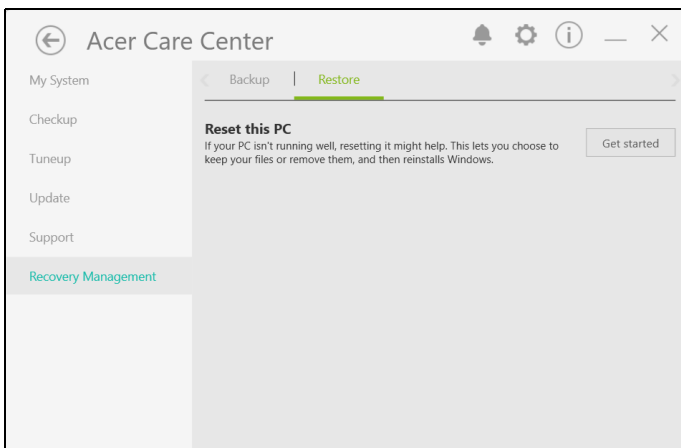 Acer Care Center
My System
Backup | Restore
Checkup
Reset this PC
If your PC isn't running well, resetting it might help. This lets you choose to
keep your files or remove them, and then reinstalls Windows.
Get started
Tuneup
Update
Support
Recovery Management